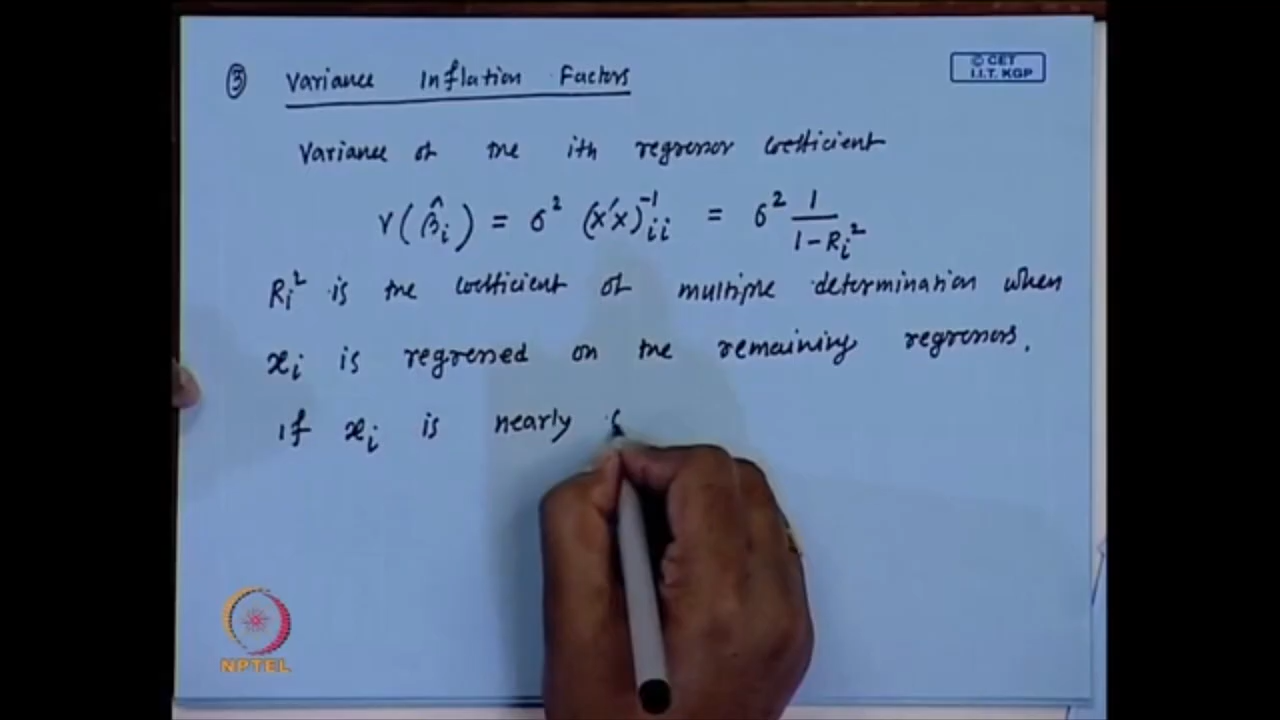 ③ Variance Inflation Factors
© CET
I.I.T. KGP
Variance of the ith regressor coefficient
V(β̂ᵢ) = σ² (x'x)⁻¹ᵢᵢ = σ² 1/(1-Rᵢ²)
Rᵢ² is the coefficient of multiple determination when
xᵢ is regressed on the remaining regressors.
If xᵢ is nearly
NPTEL